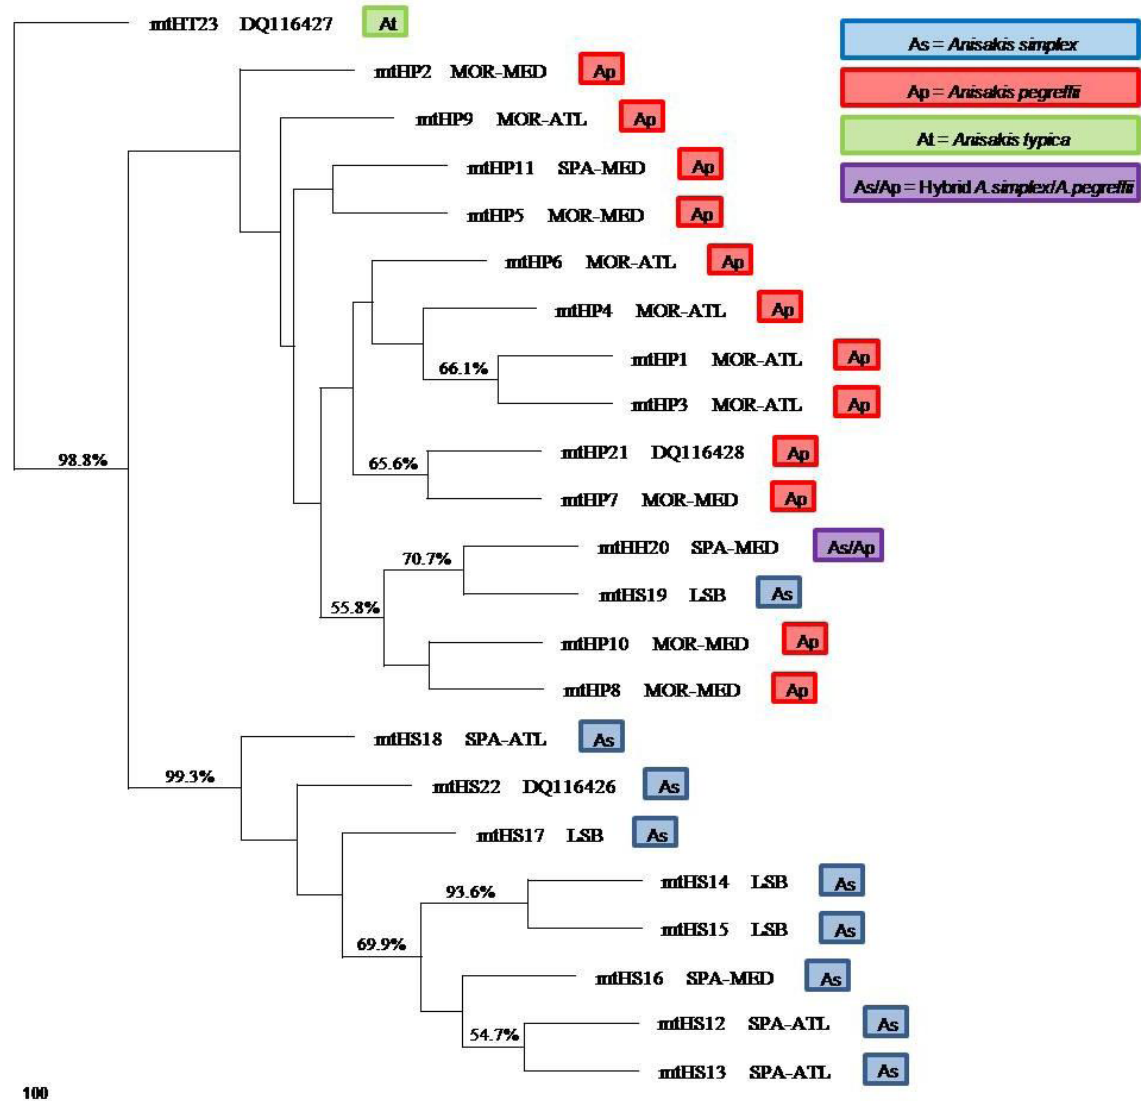 mtHT23 DQ116427 At
As = Anisakis simplex
mtHP2 MOR-MED Ap
Ap = Anisakis pegreffii
mtHP9 MOR-ATL Ap
At = Anisakis typica
mtHP11 SPA-MED Ap
As/Ap = Hybrid A.simplex/A.pegreffii
mtHP5 MOR-MED Ap
mtHP6 MOR-ATL Ap
mtHP4 MOR-ATL Ap
mtHP1 MOR-ATL Ap
66.1%
mtHP3 MOR-ATL Ap
mtHP21 DQ116428 Ap
98.8%
65.6%
mtHP7 MOR-MED Ap
mtHH20 SPA-MED As/Ap
70.7%
mtHS19 LSB As
55.8%
mtHP10 MOR-MED Ap
mtHP8 MOR-MED Ap
mtHS18 SPA-ATL As
99.3%
mtHS22 DQ116426 As
mtHS17 LSB As
mtHS14 LSB As
93.6%
mtHS15 LSB As
69.9%
mtHS16 SPA-MED As
mtHS12 SPA-ATL As
54.7%
mtHS13 SPA-ATL As
100